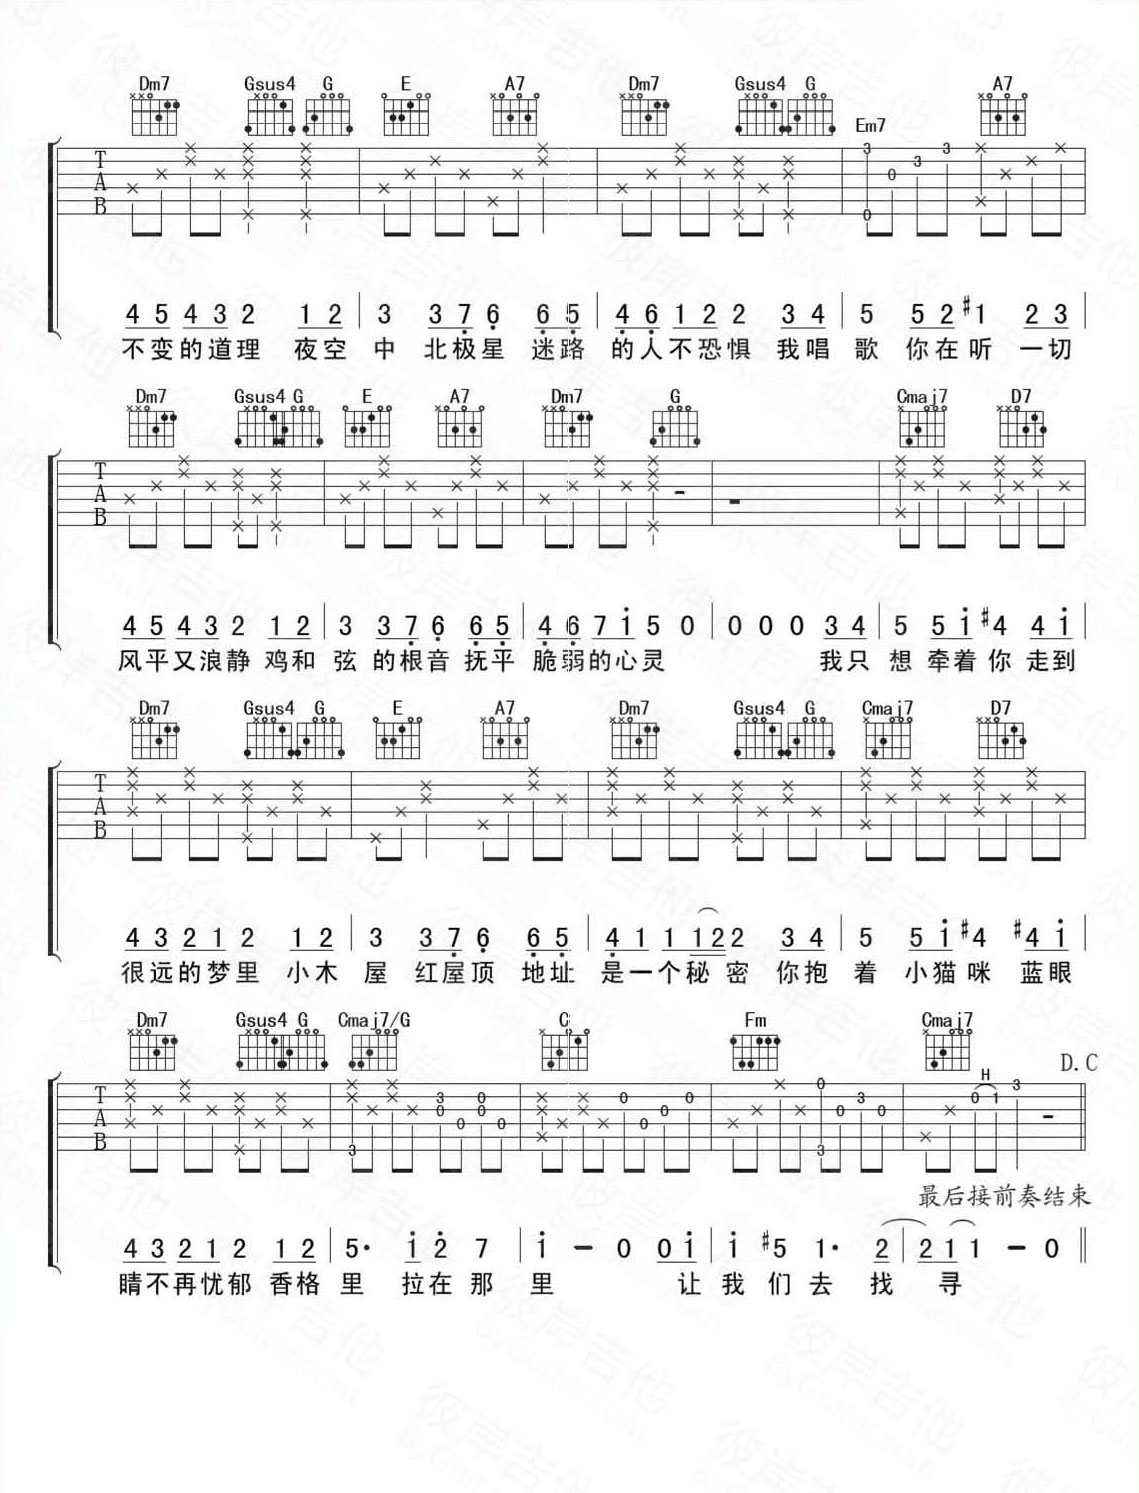 Dm7 Gsus4 G E A7 Dm7 Gsus4 G Em7 A7
T A B 3 0 0 3 3
4 5 4 3 2 1 2 3 3 7 6 6 5 4 6 1 2 2 3 4 5 5 2 #1 2 3
不变的道理 夜空 中 北极星 迷路 的人不恐惧 我唱 歌 你在听 一切
Dm7 Gsus4 G E A7 Dm7 G Cmaj7 D7
T A B
4 5 4 3 2 1 2 3 3 7 6 6 5 4 6 7 1 5 0 0 0 0 3 4 5 5 1 #4 4 1
风平又浪静 鸡和 弦 的根音 抚平 脆弱的心灵 我只 想 牵着你 走到
Dm7 Gsus4 G E A7 Dm7 Gsus4 G Cmaj7 D7
T A B
4 3 2 1 2 1 2 3 3 7 6 6 5 4 1 1 1 2 2 3 4 5 5 1 #4 #4 1
很远的梦里 小木 屋 红屋顶 地址 是一个秘密 你抱 着 小猫咪 蓝眼
Dm7 Gsus4 G Cmaj7/G C Fm Cmaj7
D.C
T A B 3 3 0 0 0 0 0 0 0 0 0 3 0 3 0 H 0 1 3
最后接前奏结束
4 3 2 1 2 1 2 5· 1 2 7 1 - 0 0 1 1 #5 1· 2 2 1 1 - 0
睛不再忧郁 香格 里 拉在那 里 让 我们去 找 寻